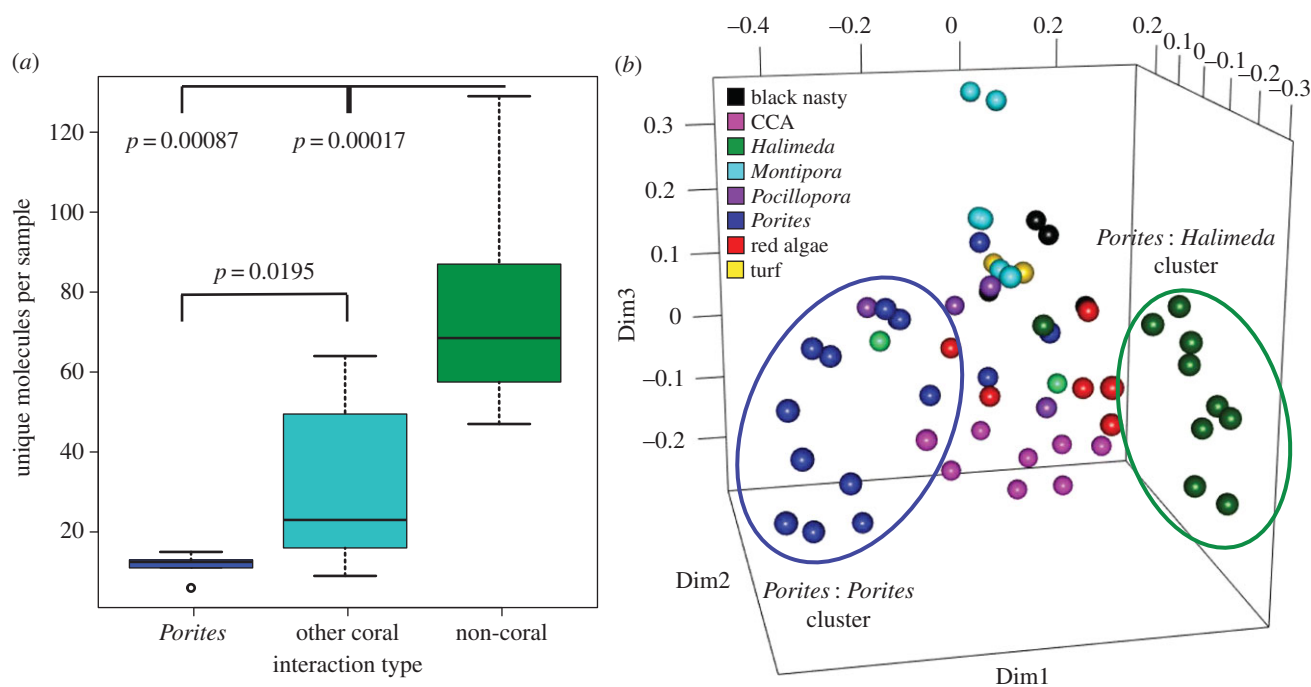 (a)
120
100
80
60
40
20
unique molecules per sample
p = 0.00087
p = 0.00017
p = 0.0195
Porites
other coral
non-coral
interaction type
(b)
–0.4
–0.2
0
0.2
0.2
0.1
0
–0.1
–0.2
–0.3
black nasty
CCA
Halimeda
Montipora
Pocillopora
Porites
red algae
turf
0.3
0.2
0.1
0
–0.1
–0.2
Dim3
Porites : Halimeda
cluster
Dim2
Porites : Porites
cluster
Dim1